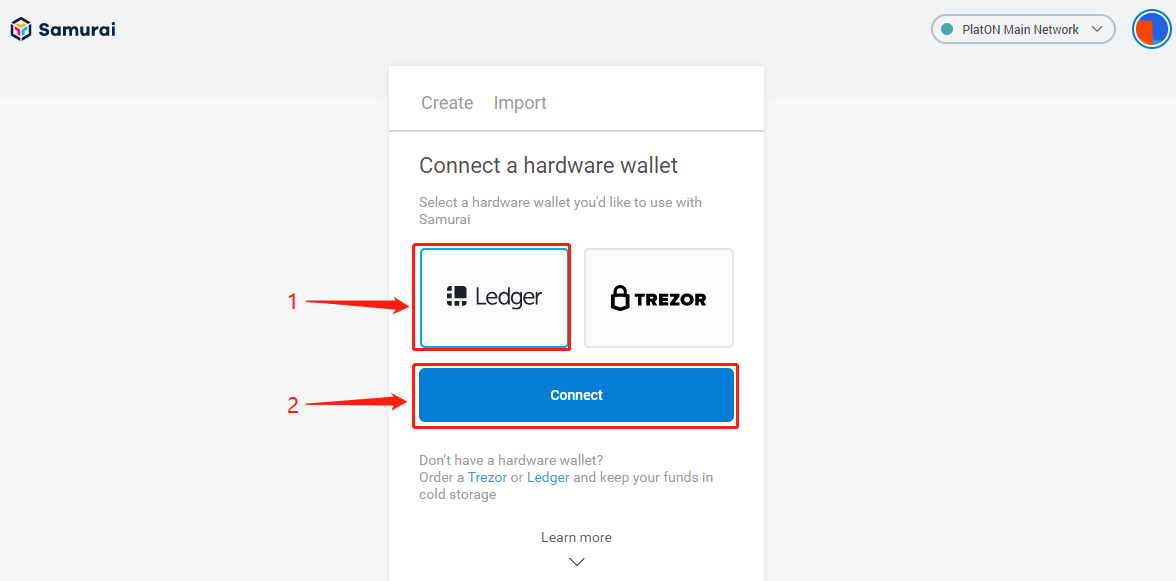 Samurai
PlatON Main Network
Create Import
Connect a hardware wallet
Select a hardware wallet you'd like to use with
Samurai
1
Ledger
TREZOR
2
Connect
Don’t have a hardware wallet?
Order a Trezor or Ledger and keep your funds in
cold storage
Learn more